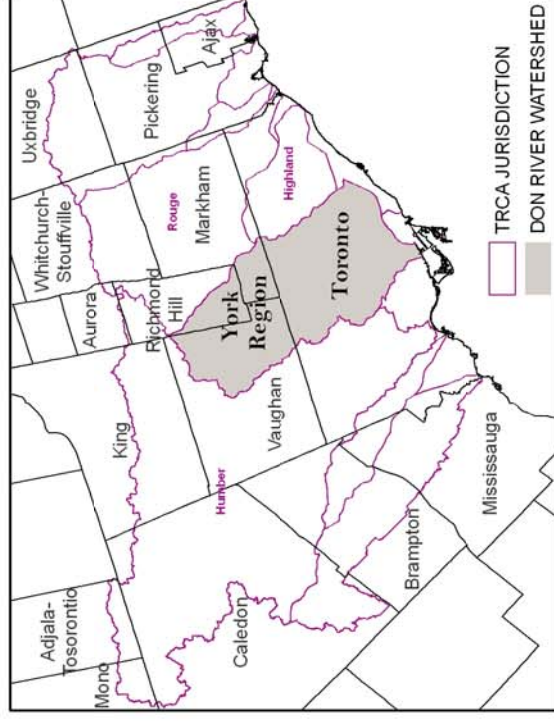 Adjala-
Tosorontio
Mono
Caledon
Humber
King
Aurora
Whitchurch-
Stouffville
Uxbridge
Richmond
Hill
Rouge
Markham
Pickering
Ajax
Highland
York
Region
Toronto
Vaughan
Brampton
Mississauga
TRCA JURISDICTION
DON RIVER WATERSHED